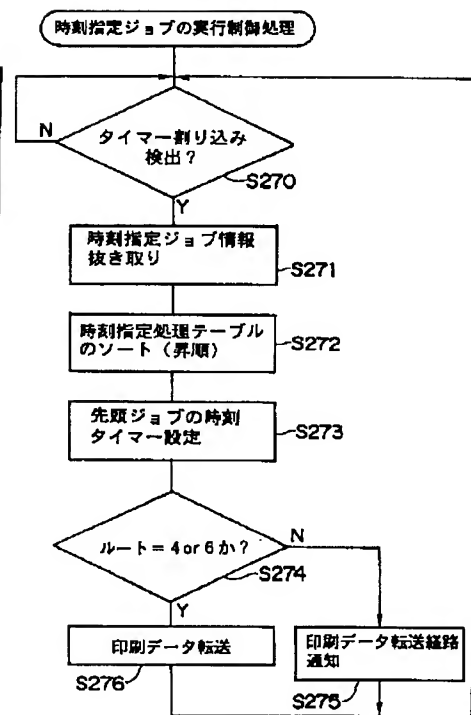 時刻指定ジョブの実行制御処理
N
タイマー割り込み
検出？
S270
Y
時刻指定ジョブ情報
抜き取り
S271
時刻指定処理テーブル
のソート（昇順）
S272
先頭ジョブの時刻
タイマー設定
S273
ルート＝4or6か？
N
S274
Y
印刷データ転送
S276
印刷データ転送経路
通知
S275